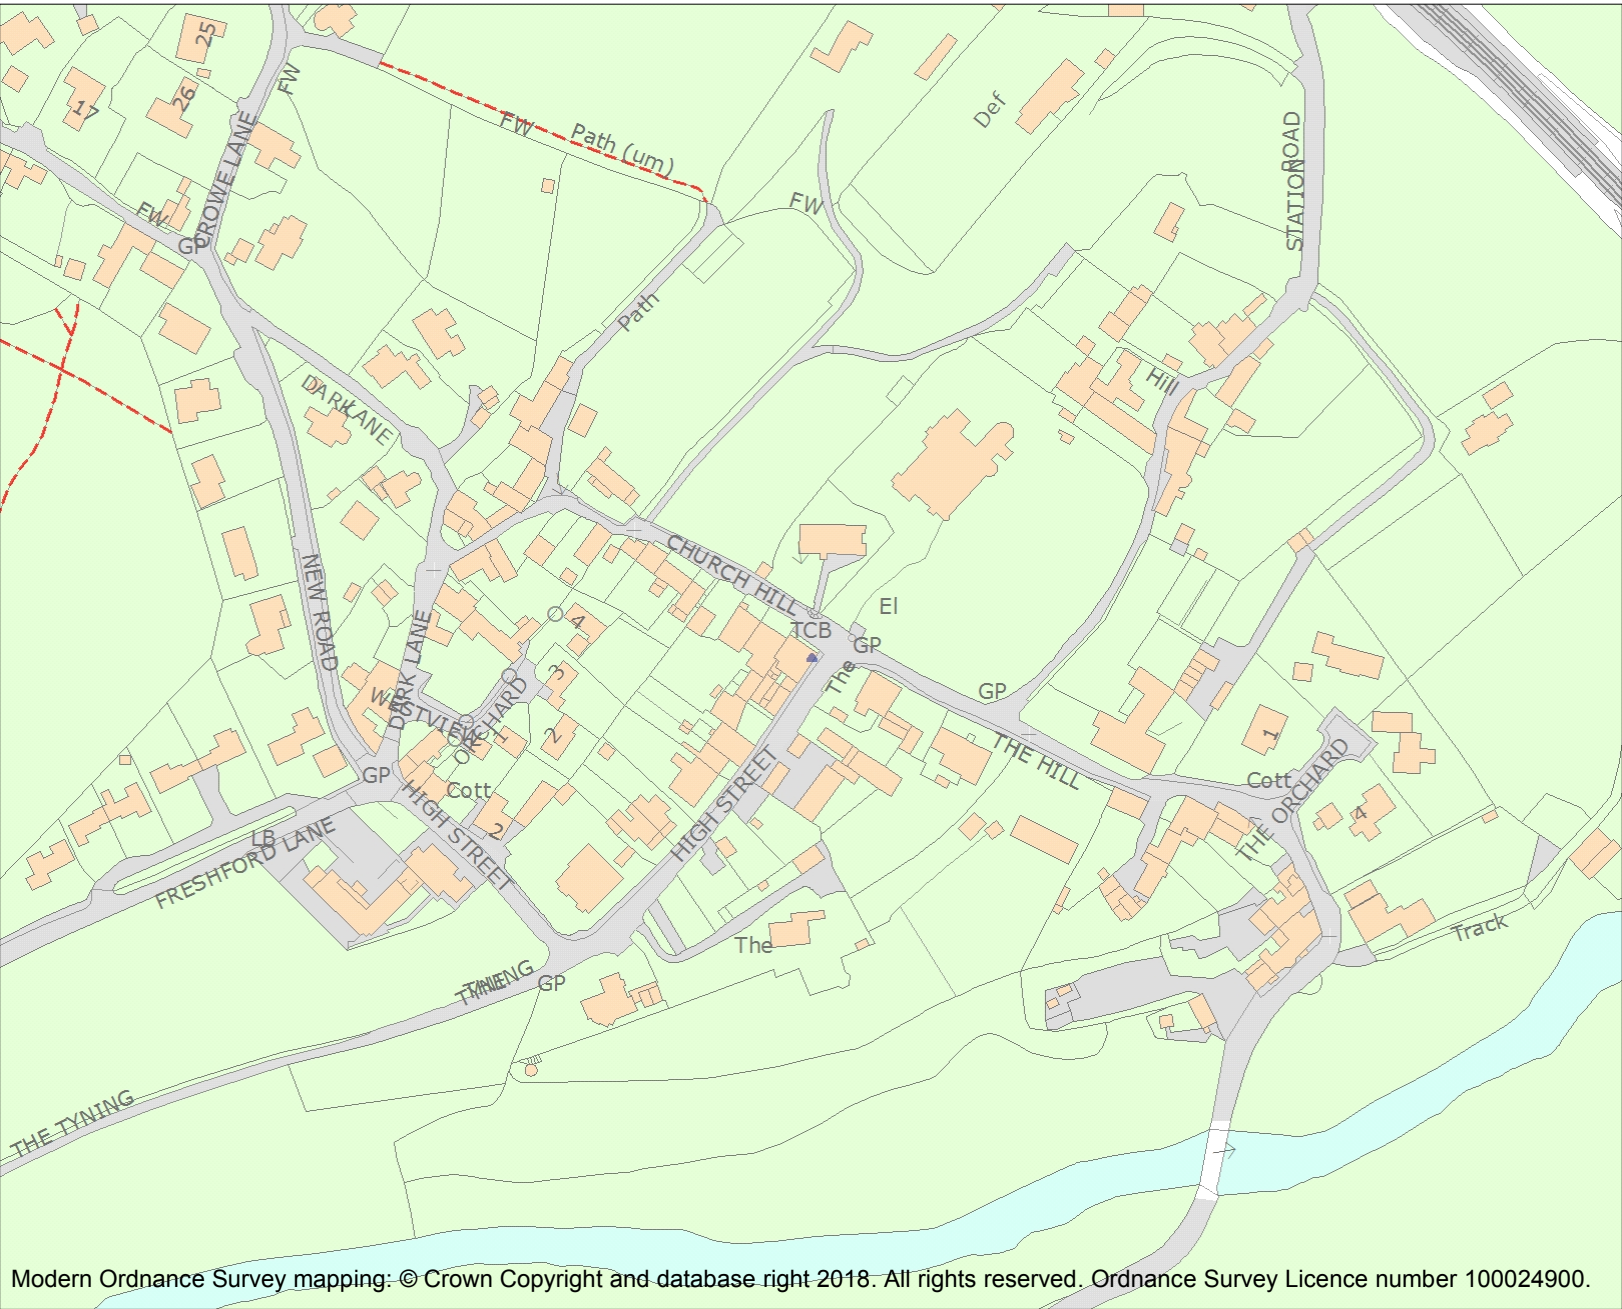 25
17
26
FW
FW
Path (um)
Def
CROWE LANE
FW
GP
FW
STATION ROAD
Path
DARK LANE
Hill
NEW ROAD
CHURCH HILL
El
TCB
GP
The
4
3
DARK LANE
WESTVIEW
ORCHARD
1
2
GP
THE HILL
1
Cott
THE ORCHARD
4
GP
Cott
HIGH STREET
2
HIGH STREET
LB
FRESHFORD LANE
The
Track
TYNING
GP
THE TYNING
Modern Ordnance Survey mapping: © Crown Copyright and database right 2018. All rights reserved. Ordnance Survey Licence number 100024900.